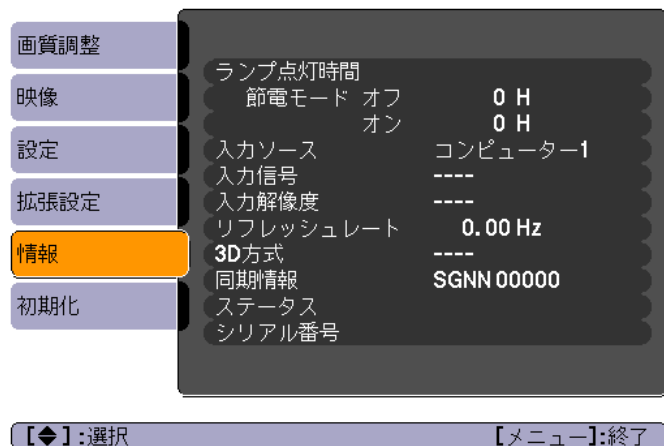 画質調整
映像
設定
拡張設定
情報
初期化
ランプ点灯時間
節電モード オフ 0 H
オン 0 H
入力ソース コンピューター1
入力信号 ----
入力解像度 ----
リフレッシュレート 0.00 Hz
3D方式 ----
同期情報 SGNN 00000
ステータス
シリアル番号
[◆]:選択 [メニュー]:終了